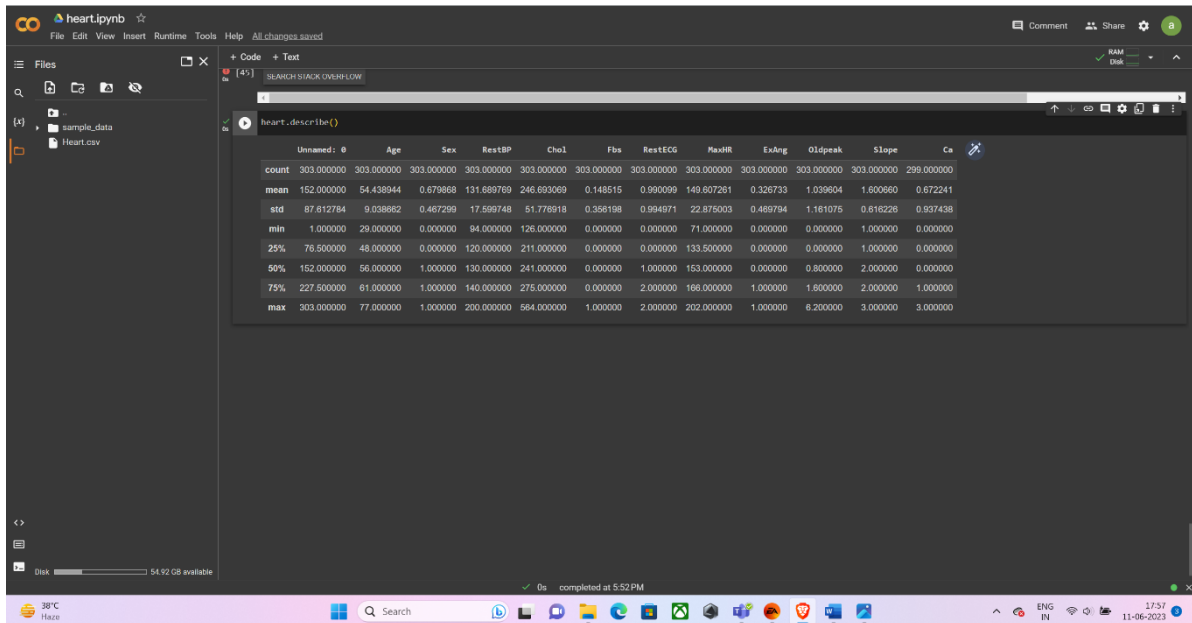 heart.ipynb
Comment Share a
File Edit View Insert Runtime Tools Help All changes saved
Files
+ Code + Text
RAM
Disk
[45] SEARCH STACK OVERFLOW
0s
..
sample_data
Heart.csv
{x}
0s
heart.describe()
Unnamed: 0 Age Sex RestBP Chol Fbs RestECG MaxHR ExAng Oldpeak Slope Ca
count 303.000000 303.000000 303.000000 303.000000 303.000000 303.000000 303.000000 303.000000 303.000000 303.000000 303.000000 299.000000
mean 152.000000 54.438944 0.679868 131.689769 246.693069 0.148515 0.990099 149.607261 0.326733 1.039604 1.600660 0.672241
std 87.612784 9.038662 0.467299 17.599748 51.776918 0.356198 0.994971 22.875003 0.469794 1.161075 0.616226 0.937438
min 1.000000 29.000000 0.000000 94.000000 126.000000 0.000000 0.000000 71.000000 0.000000 0.000000 1.000000 0.000000
25% 76.500000 48.000000 0.000000 120.000000 211.000000 0.000000 0.000000 133.500000 0.000000 0.000000 1.000000 0.000000
50% 152.000000 56.000000 1.000000 130.000000 241.000000 0.000000 1.000000 153.000000 0.000000 0.800000 2.000000 0.000000
75% 227.500000 61.000000 1.000000 140.000000 275.000000 0.000000 2.000000 166.000000 1.000000 1.600000 2.000000 1.000000
max 303.000000 77.000000 1.000000 200.000000 564.000000 1.000000 2.000000 202.000000 1.000000 6.200000 3.000000 3.000000
Disk 54.92 GB available
0s completed at 5:52 PM
38°C
Haze
Search
ENG
IN
17:57
11-06-2023
3